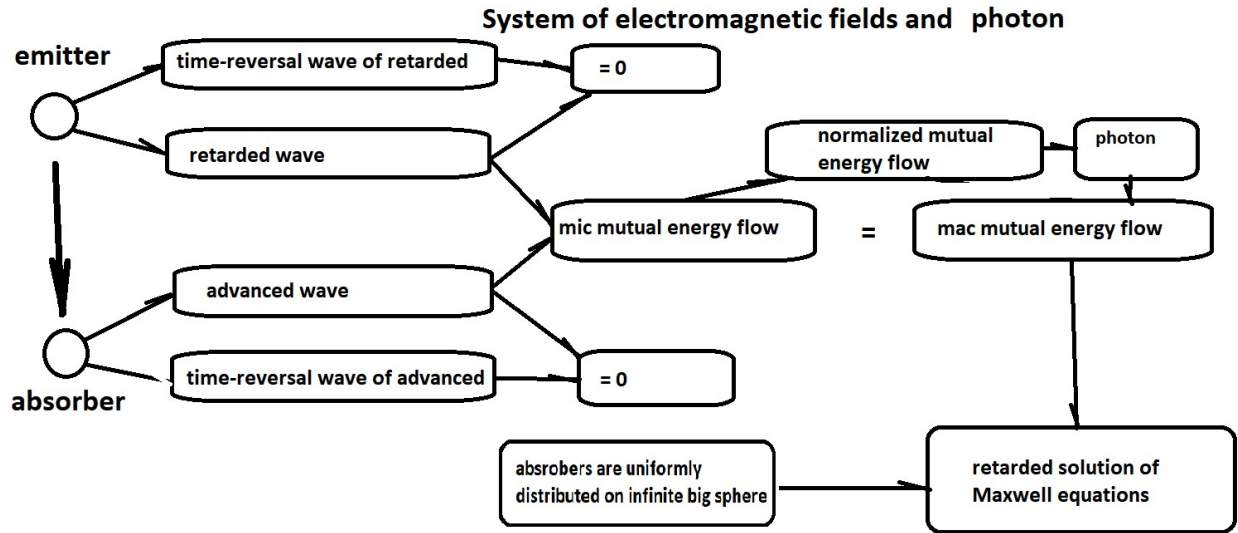 System of electromagnetic fields and photon
emitter
time-reversal wave of retarded
= 0
retarded wave
normalized mutual
energy flow
photon
mic mutual energy flow
=
mac mutual energy flow
advanced wave
time-reversal wave of advanced
= 0
absorber
absrobers are uniformly
distributed on infinite big sphere
retarded solution of
Maxwell equations